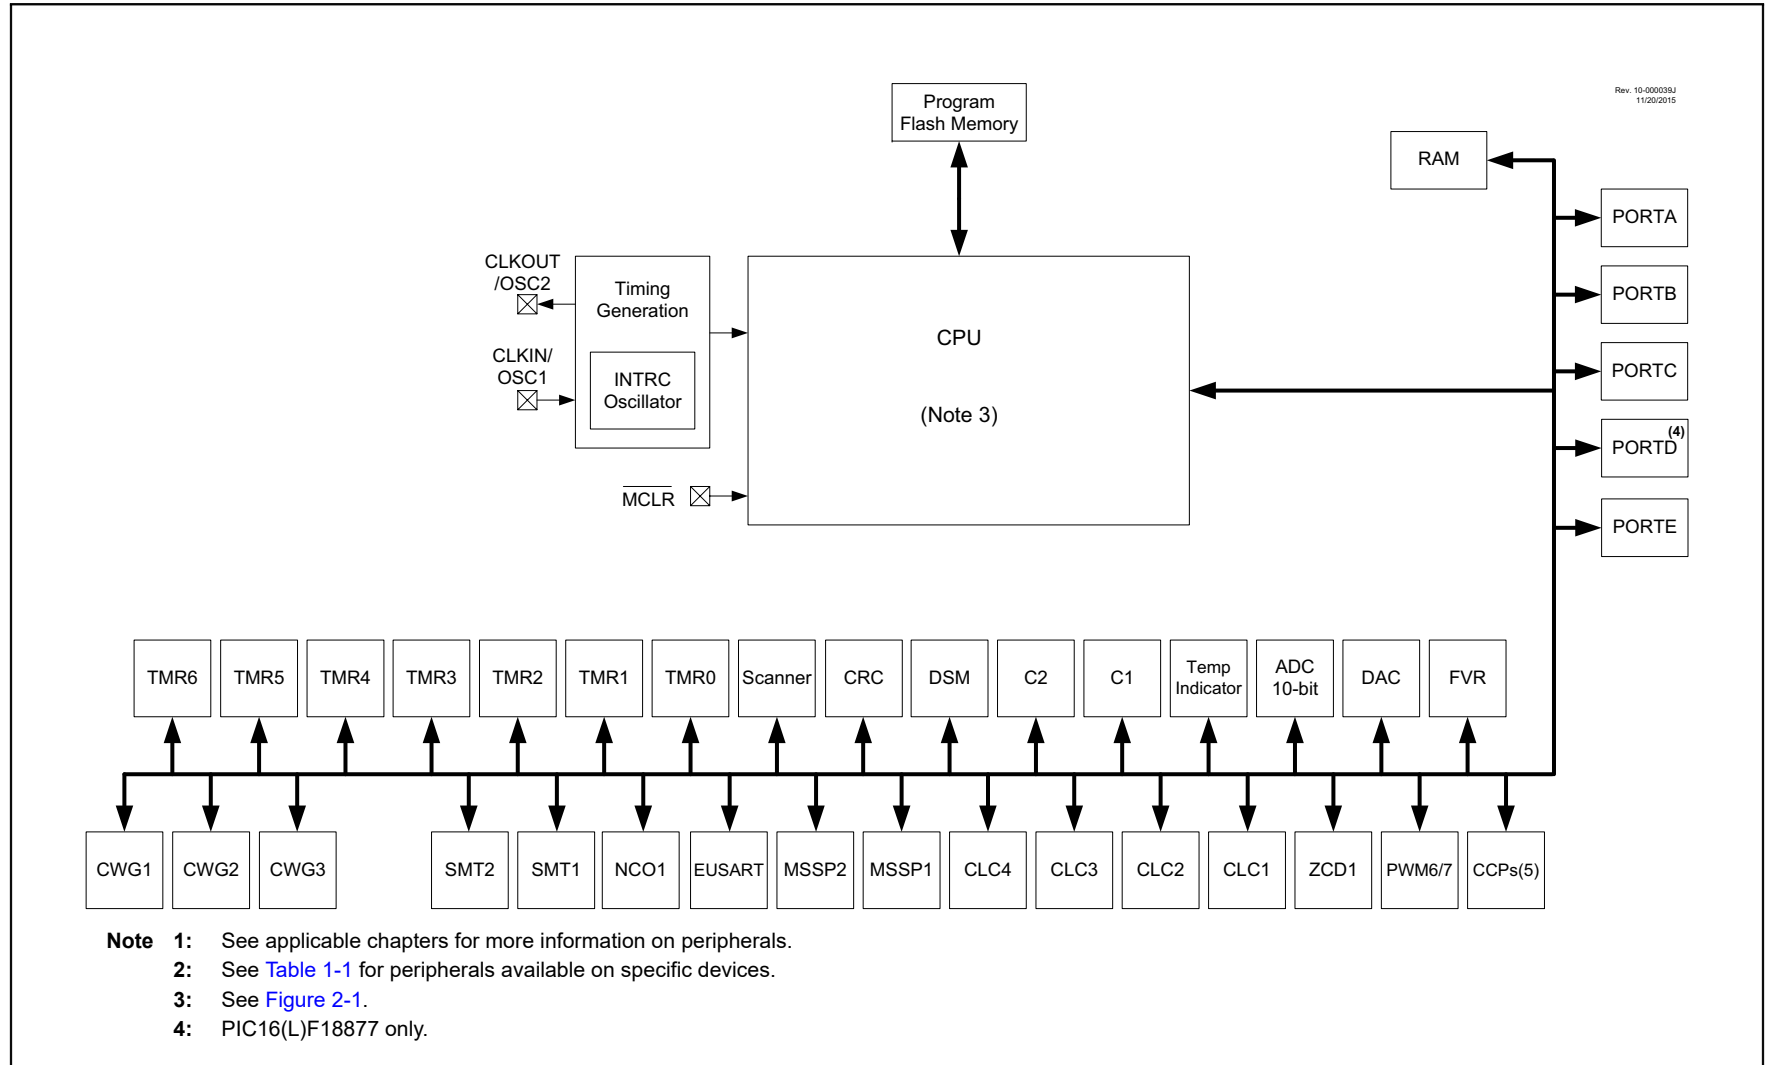 Rev. 10-000039J
11/20/2015
Program
Flash Memory
RAM
PORTA
PORTB
PORTC
PORTD(4)
PORTE
CLKOUT
/OSC2
Timing
Generation
CLKIN/
OSC1
INTRC
Oscillator
MCLR
CPU
(Note 3)
TMR6
TMR5
TMR4
TMR3
TMR2
TMR1
TMR0
Scanner
CRC
DSM
C2
C1
Temp
Indicator
ADC
10-bit
DAC
FVR
CWG1
CWG2
CWG3
SMT2
SMT1
NCO1
EUSART
MSSP2
MSSP1
CLC4
CLC3
CLC2
CLC1
ZCD1
PWM6/7
CCPs(5)
Note 1: See applicable chapters for more information on peripherals.
2: See Table 1-1 for peripherals available on specific devices.
3: See Figure 2-1.
4: PIC16(L)F18877 only.